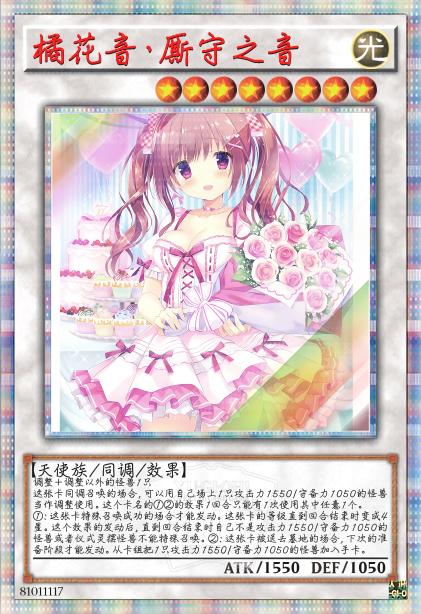 橘花音·厮守之音
光
【天使族/同调/效果】
调整＋调整以外的怪兽1只
这张卡同调召唤的场合，可以用自己场上1只攻击力1550/守备力1050的怪兽
当作调整使用。这个卡名的①②的效果1回合只能有1次使用其中任意1个。
①：这张卡特殊召唤成功的场合才能发动。这张卡的等级直到回合结束时变成4
星。这个效果的发动后，直到回合结束时自己不是攻击力1550/守备力1050的
怪兽或者仪式灵摆怪兽不能特殊召唤。②：这张卡被送去墓地的场合，下次的准
备阶段才能发动。从卡组把1只攻击力1550/守备力1050的怪兽加入手卡。
ATK/1550 DEF/1050
81011117